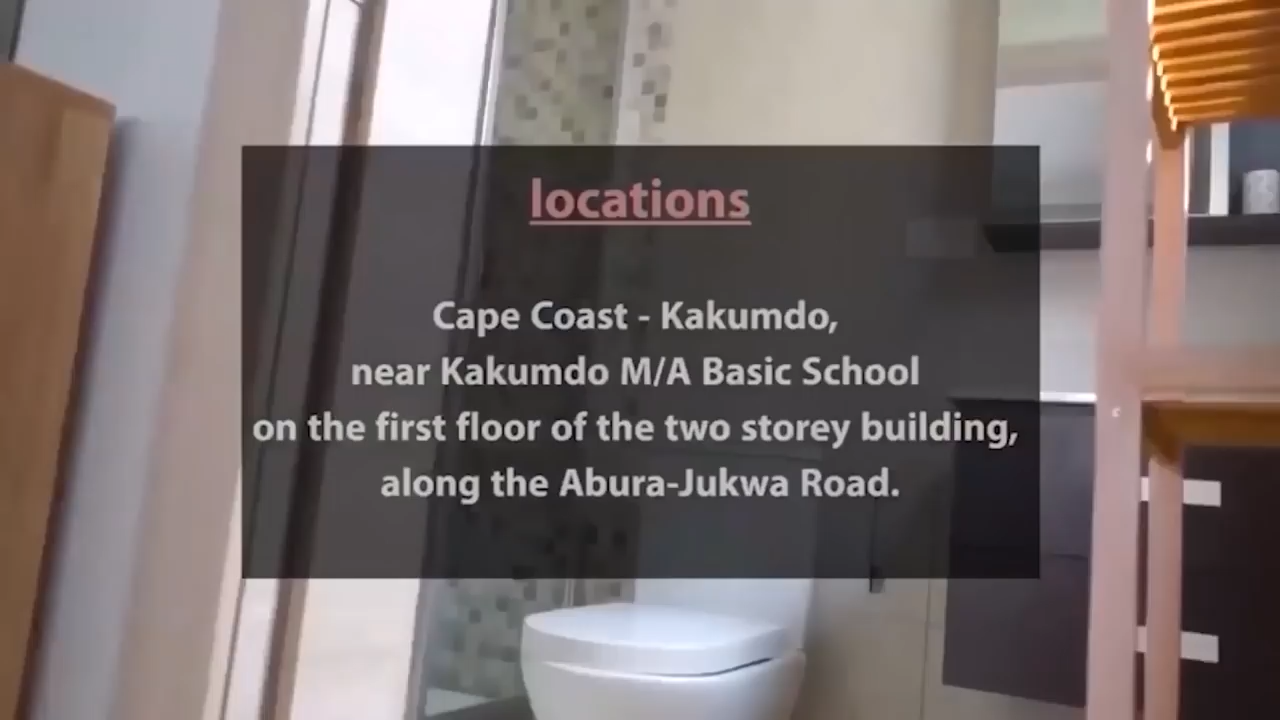 locations
Cape Coast - Kakumdo,
near Kakumdo M/A Basic School
on the first floor of the two storey building,
along the Abura-Jukwa Road.